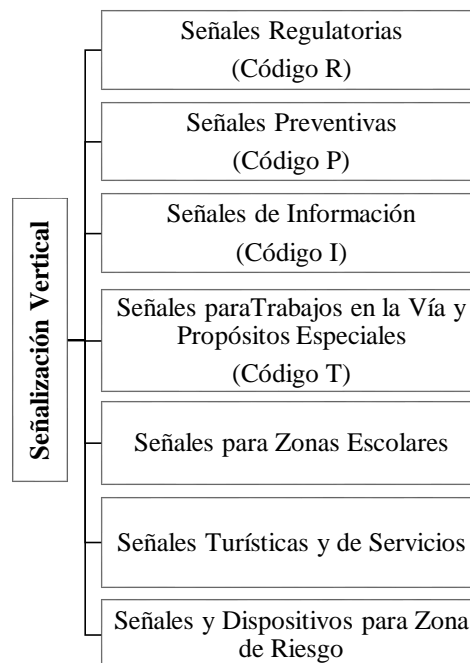 Señalización Vertical
Señales Regulatorias
(Código R)
Señales Preventivas
(Código P)
Señales de Información
(Código I)
Señales paraTrabajos en la Vía y
Propósitos Especiales
(Código T)
Señales para Zonas Escolares
Señales Turísticas y de Servicios
Señales y Dispositivos para Zona
de Riesgo